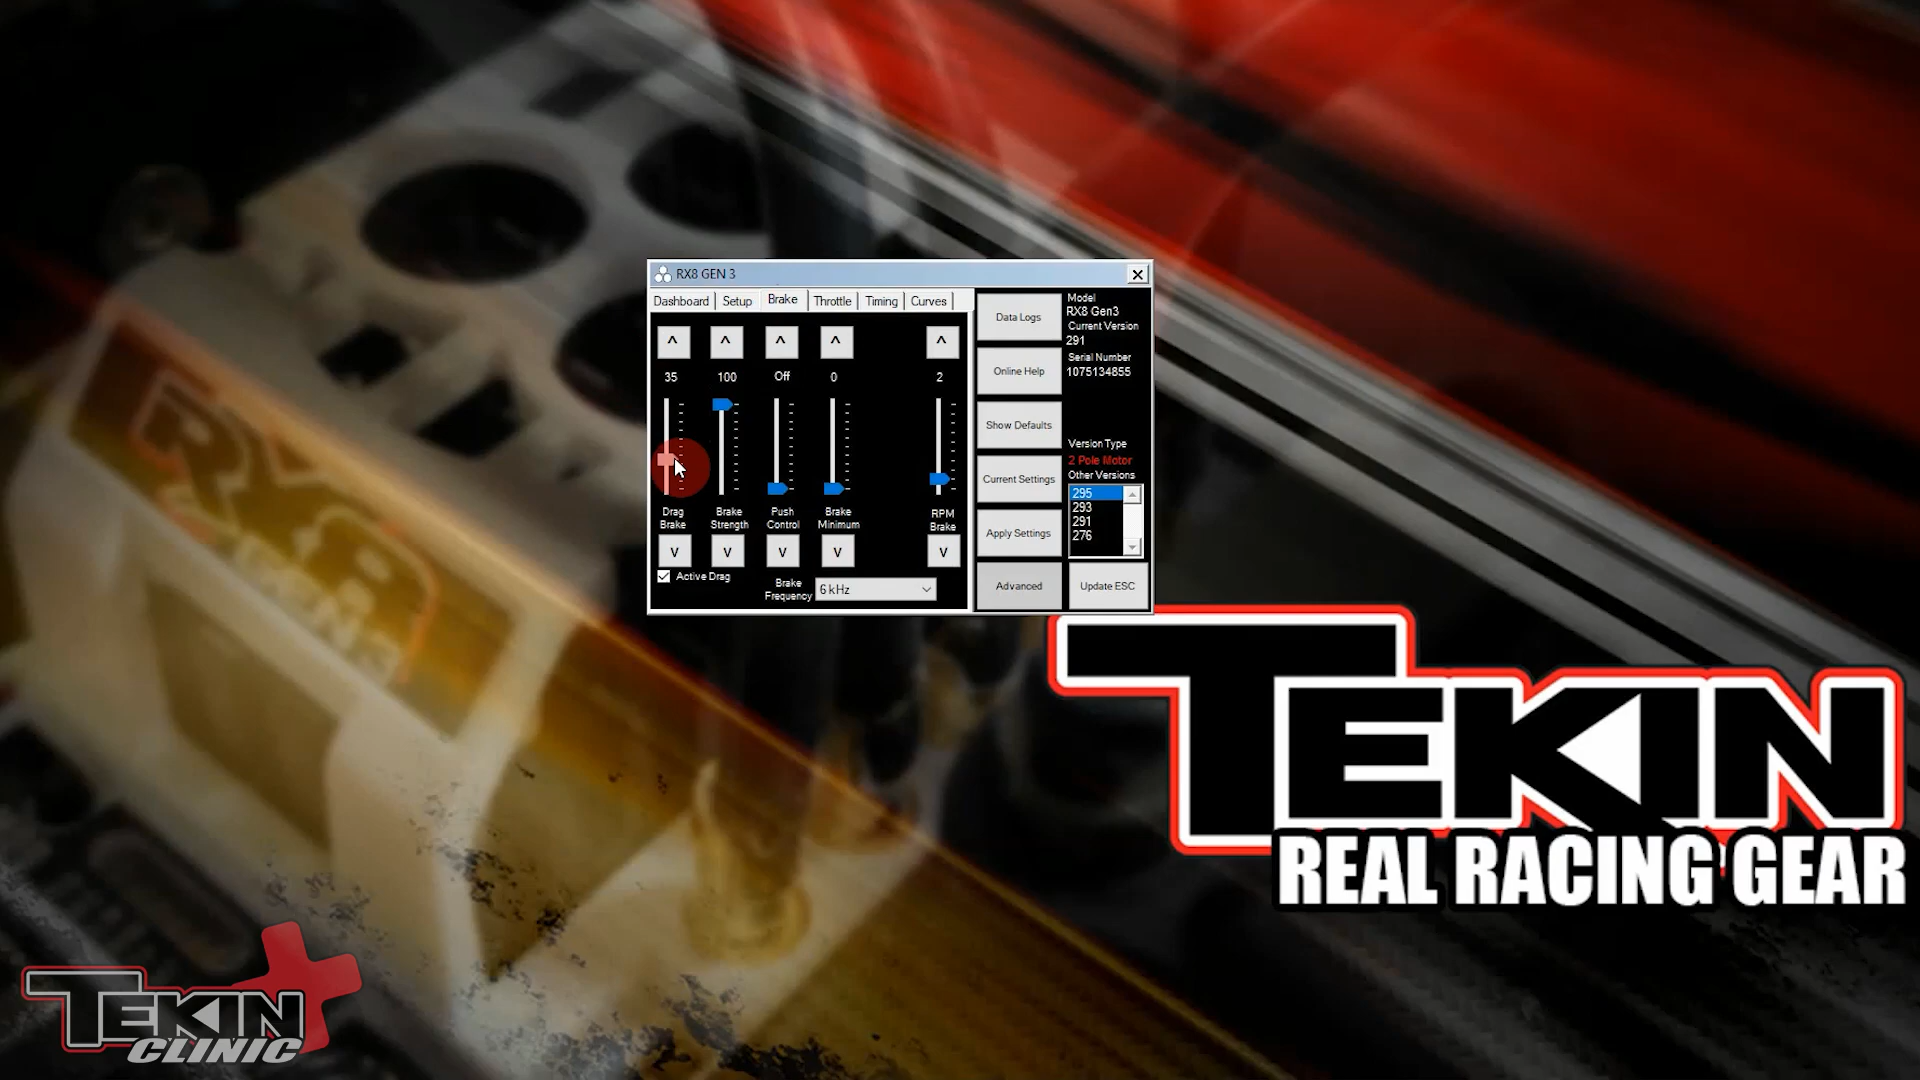 RX8 GEN 3
Dashboard Setup Brake Throttle Timing Curves
^ ^ ^ ^ ^
35 100 Off 0 2
Drag Brake
Brake Strength
Push Control
Brake Minimum
RPM Brake
v v v v v
Active Drag
Brake Frequency
6 kHz
Data Logs
Online Help
Show Defaults
Current Settings
Apply Settings
Advanced
Model
RX8 Gen3
Current Version
291
Serial Number
1075134855
Version Type
2 Pole Motor
Other Versions
295
293
291
276
Update ESC
RX8
GEN3
TEKIN
REAL RACING GEAR
TEKIN
CLINIC